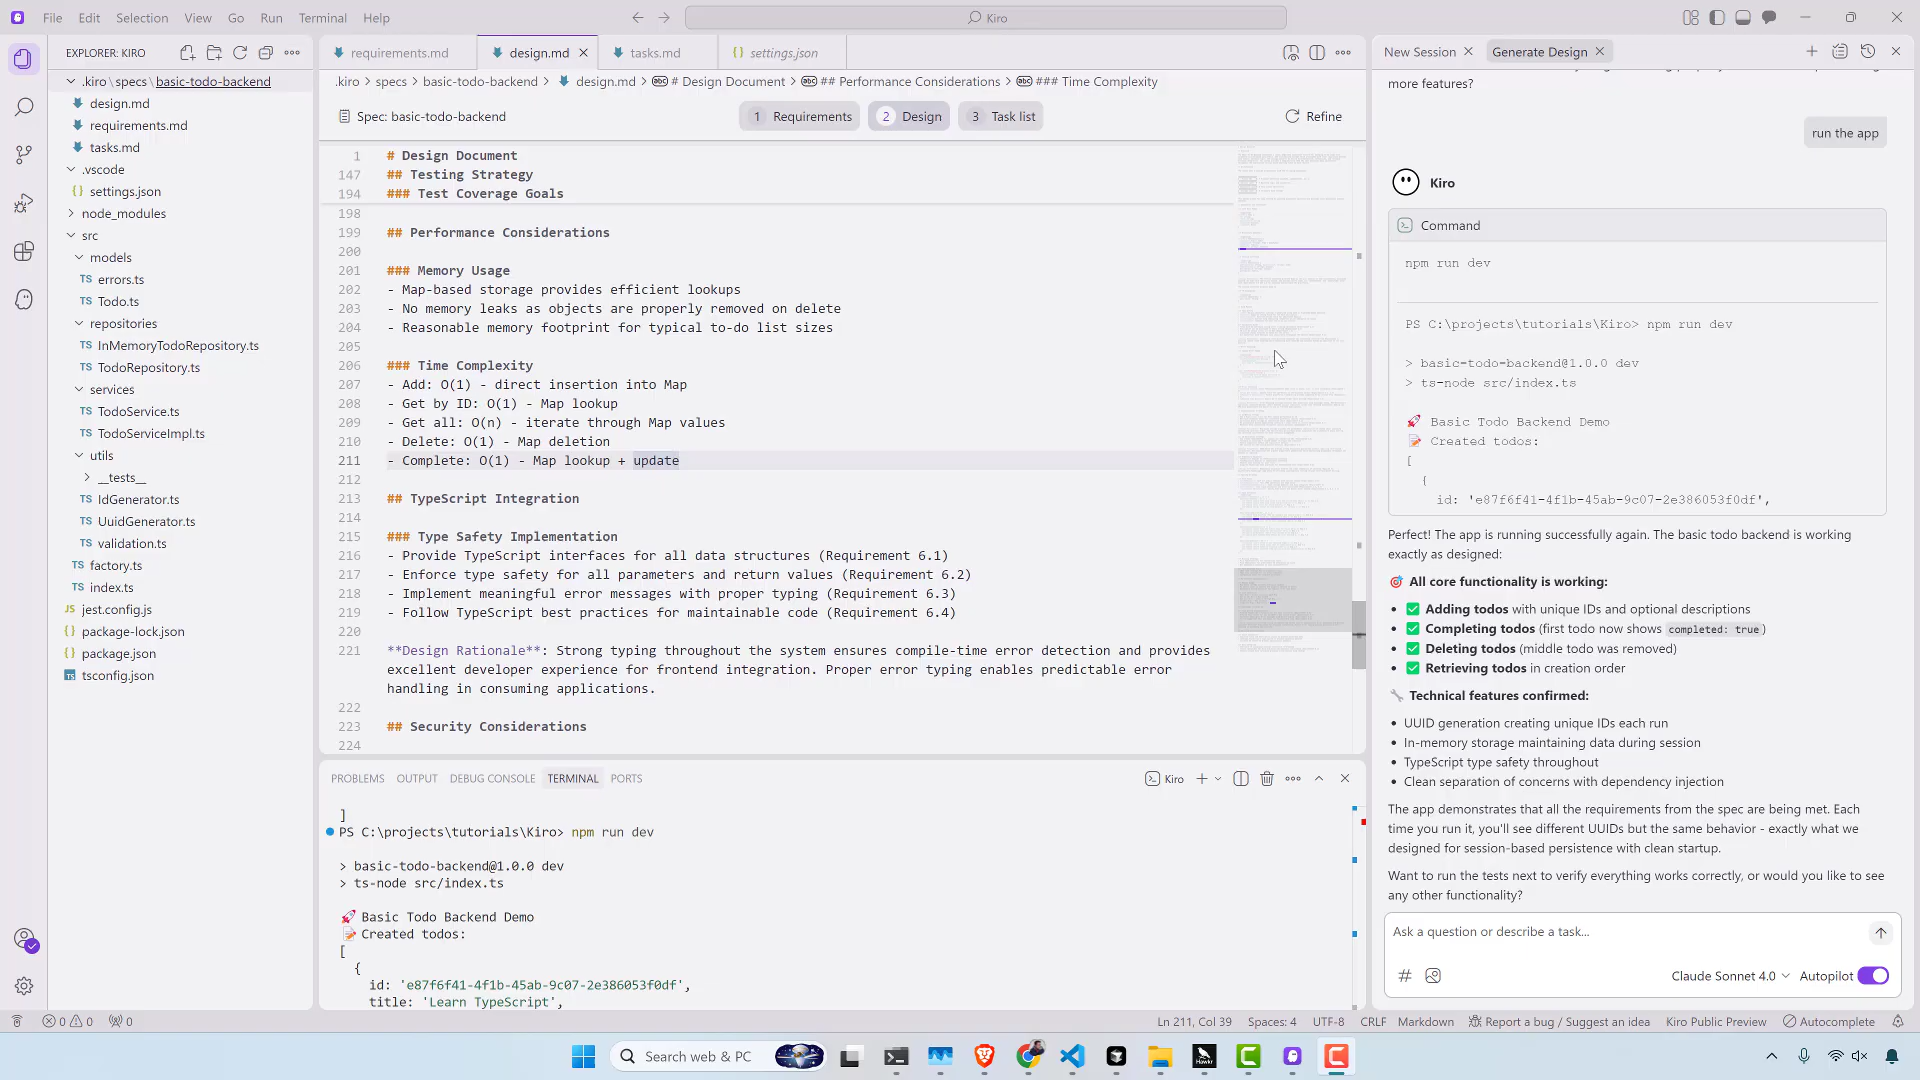 File Edit Selection View Go Run Terminal Help
Kiro
EXPLORER: KIRO
.kiro \ specs \ basic-todo-backend
design.md
requirements.md
tasks.md
.vscode
{} settings.json
node_modules
src
models
TS errors.ts
TS Todo.ts
repositories
TS InMemoryTodoRepository.ts
TS TodoRepository.ts
services
TS TodoService.ts
TS TodoServiceImpl.ts
utils
__tests__
TS IdGenerator.ts
TS UuidGenerator.ts
TS validation.ts
TS factory.ts
TS index.ts
JS jest.config.js
{} package-lock.json
{} package.json
tsconfig.json
requirements.md design.md tasks.md {} settings.json
.kiro > specs > basic-todo-backend > design.md > # Design Document > ## Performance Considerations > ### Time Complexity
Spec: basic-todo-backend
1 Requirements 2 Design 3 Task list
Refine
1 # Design Document
147 ## Testing Strategy
194 ### Test Coverage Goals
198
199 ## Performance Considerations
200
201 ### Memory Usage
202 - Map-based storage provides efficient lookups
203 - No memory leaks as objects are properly removed on delete
204 - Reasonable memory footprint for typical to-do list sizes
205
206 ### Time Complexity
207 - Add: O(1) - direct insertion into Map
208 - Get by ID: O(1) - Map lookup
209 - Get all: O(n) - iterate through Map values
210 - Delete: O(1) - Map deletion
211 - Complete: O(1) - Map lookup + update
212
213 ## TypeScript Integration
214
215 ### Type Safety Implementation
216 - Provide TypeScript interfaces for all data structures (Requirement 6.1)
217 - Enforce type safety for all parameters and return values (Requirement 6.2)
218 - Implement meaningful error messages with proper typing (Requirement 6.3)
219 - Follow TypeScript best practices for maintainable code (Requirement 6.4)
220
221 **Design Rationale**: Strong typing throughout the system ensures compile-time error detection and provides
excellent developer experience for frontend integration. Proper error typing enables predictable error
handling in consuming applications.
222
223 ## Security Considerations
224
PROBLEMS OUTPUT DEBUG CONSOLE TERMINAL PORTS
Kiro
]
PS C:\projects\tutorials\Kiro> npm run dev
> basic-todo-backend@1.0.0 dev
> ts-node src/index.ts
🚀 Basic Todo Backend Demo
📝 Created todos:
[
{
id: 'e87f6f41-4f1b-45ab-9c07-2e386053f0df',
title: 'Learn TypeScript',
New Session Generate Design
more features?
run the app
Kiro
Command
npm run dev
PS C:\projects\tutorials\Kiro> npm run dev
> basic-todo-backend@1.0.0 dev
> ts-node src/index.ts
🚀 Basic Todo Backend Demo
📝 Created todos:
[
{
id: 'e87f6f41-4f1b-45ab-9c07-2e386053f0df',
Perfect! The app is running successfully again. The basic todo backend is working
exactly as designed:
🎯 All core functionality is working:
• ✅ Adding todos with unique IDs and optional descriptions
• ✅ Completing todos (first todo now shows completed: true)
• ✅ Deleting todos (middle todo was removed)
• ✅ Retrieving todos in creation order
🔧 Technical features confirmed:
• UUID generation creating unique IDs each run
• In-memory storage maintaining data during session
• TypeScript type safety throughout
• Clean separation of concerns with dependency injection
The app demonstrates that all the requirements from the spec are being met. Each
time you run it, you'll see different UUIDs but the same behavior - exactly what we
designed for session-based persistence with clean startup.
Want to run the tests next to verify everything works correctly, or would you like to see
any other functionality?
Ask a question or describe a task...
Claude Sonnet 4.0 Autopilot
0 0 0
Ln 211, Col 39 Spaces: 4 UTF-8 CRLF Markdown Report a bug / Suggest an idea Kiro Public Preview Autocomplete
Search web & PC